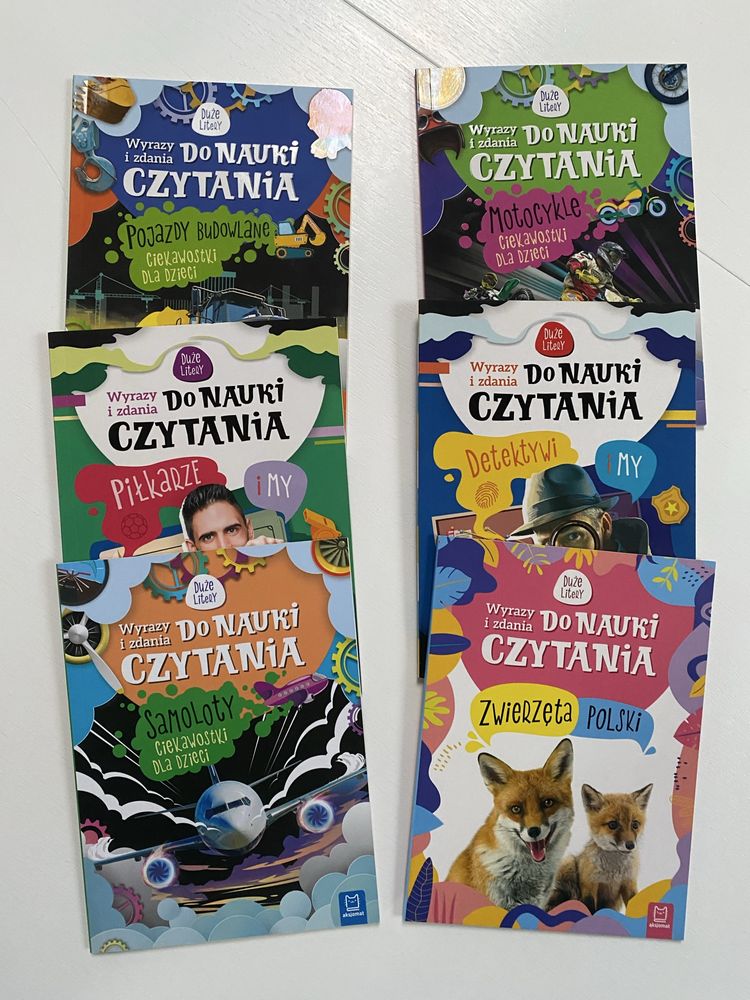 Duże
Litery
Wyrazy
i zdania
DO NAUKI
CZYTANIA
POJAZDY BUDOWLANE
CIEKAWOSTKI
DLA DZIECI
Duże
Litery
Wyrazy
i zdania
DO NAUKI
CZYTANIA
MOTOCYKLE
CIEKAWOSTKI
DLA DZIECI
Duże
Litery
Wyrazy
i zdania
DO NAUKI
CZYTANIA
PIŁKARZE
i MY
Duże
Litery
Wyrazy
i zdania
DO NAUKI
CZYTANIA
Detektywi
i MY
Duże
Litery
Wyrazy
i zdania
DO NAUKI
CZYTANIA
SAMOLOTY
CIEKAWOSTKI
DLA DZIECI
aksjomat
Duże
Litery
Wyrazy
i zdania
DO NAUKI
CZYTANIA
ZWIERZĘTA POLSKI
aksjomat